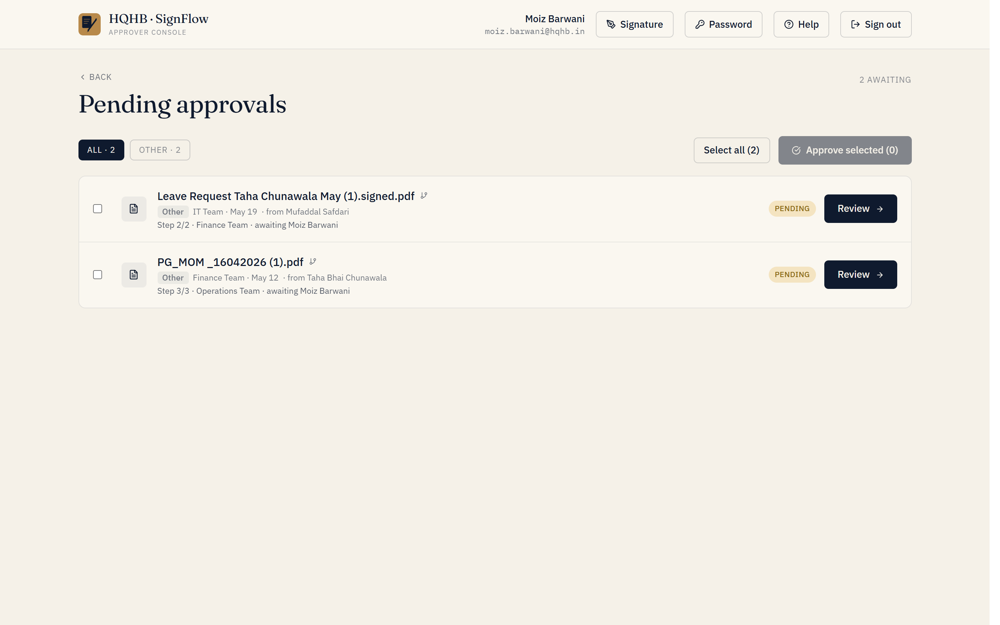 HQHB · SignFlow
APPROVER CONSOLE
Moiz Barwani
moiz.barwani@hqhb.in
Signature
Password
Help
Sign out
BACK
2 AWAITING
Pending approvals
ALL · 2
OTHER · 2
Select all (2)
Approve selected (0)
Leave Request Taha Chunawala May (1).signed.pdf
Other IT Team · May 19 · from Mufaddal Safdari
Step 2/2 · Finance Team · awaiting Moiz Barwani
PENDING
Review
PG_MOM _16042026 (1).pdf
Other Finance Team · May 12 · from Taha Bhai Chunawala
Step 3/3 · Operations Team · awaiting Moiz Barwani
PENDING
Review